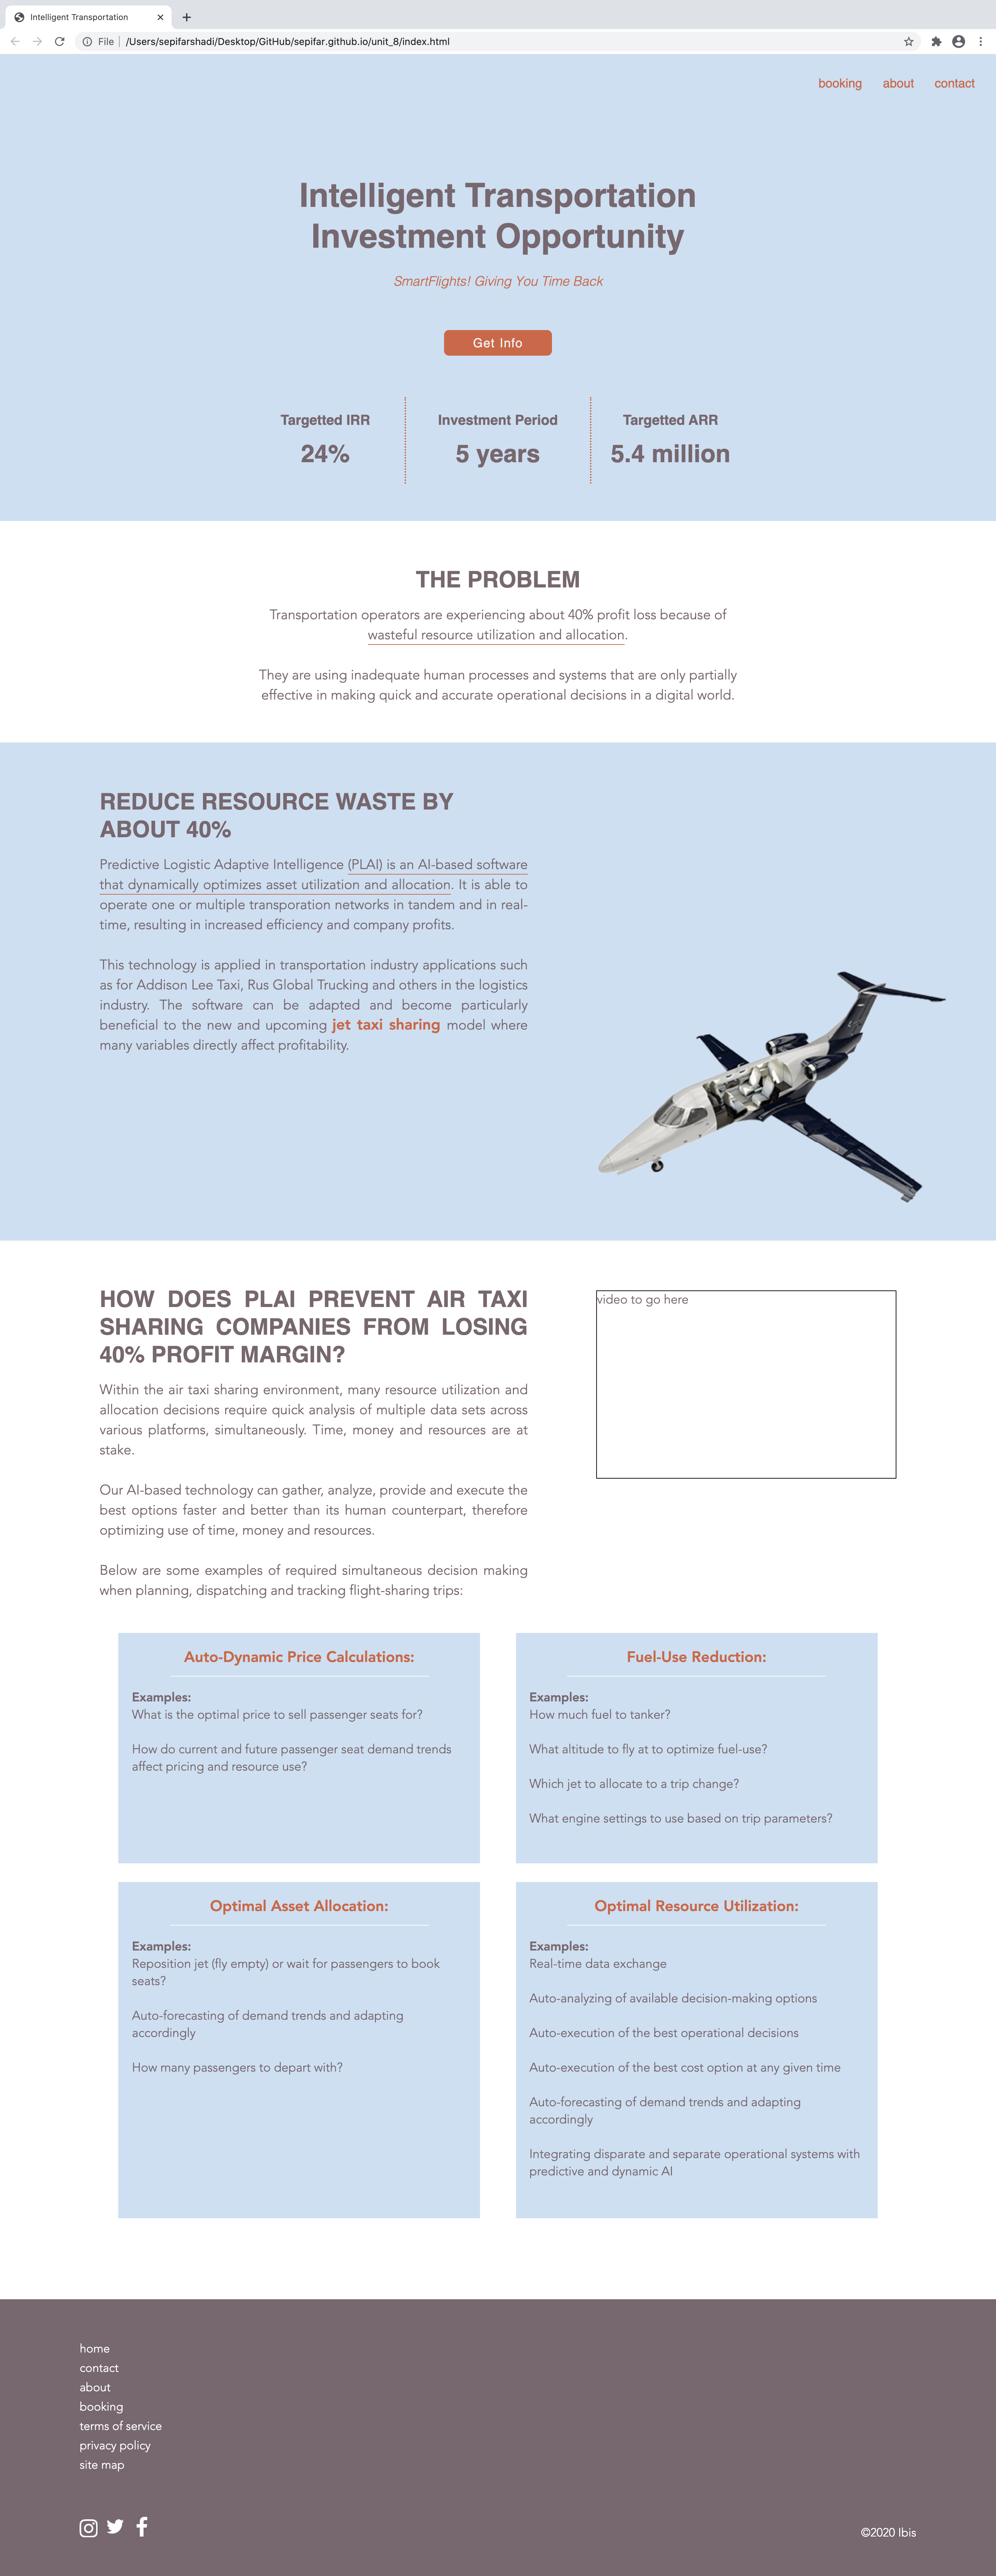 Intelligent Transportation
File
/Users/sepifarshadi/Desktop/GitHub/sepifar.github.io/unit_8/index.html
booking about contact
Intelligent Transportation
Investment Opportunity
SmartFlights! Giving You Time Back
Get Info
Targetted IRR
24%
Investment Period
5 years
Targetted ARR
5.4 million
THE PROBLEM
Transportation operators are experiencing about 40% profit loss because of
wasteful resource utilization and allocation.
They are using inadequate human processes and systems that are only partially
effective in making quick and accurate operational decisions in a digital world.
REDUCE RESOURCE WASTE BY
ABOUT 40%
Predictive Logistic Adaptive Intelligence (PLAI) is an AI-based software
that dynamically optimizes asset utilization and allocation. It is able to
operate one or multiple transporation networks in tandem and in real-
time, resulting in increased efficiency and company profits.
This technology is applied in transportation industry applications such
as for Addison Lee Taxi, Rus Global Trucking and others in the logistics
industry. The software can be adapted and become particularly
beneficial to the new and upcoming jet taxi sharing model where
many variables directly affect profitability.
HOW DOES PLAI PREVENT AIR TAXI
SHARING COMPANIES FROM LOSING
40% PROFIT MARGIN?
Within the air taxi sharing environment, many resource utilization and
allocation decisions require quick analysis of multiple data sets across
various platforms, simultaneously. Time, money and resources are at
stake.
Our AI-based technology can gather, analyze, provide and execute the
best options faster and better than its human counterpart, therefore
optimizing use of time, money and resources.
Below are some examples of required simultaneous decision making
when planning, dispatching and tracking flight-sharing trips:
video to go here
Auto-Dynamic Price Calculations:
Examples:
What is the optimal price to sell passenger seats for?
How do current and future passenger seat demand trends
affect pricing and resource use?
Fuel-Use Reduction:
Examples:
How much fuel to tanker?
What altitude to fly at to optimize fuel-use?
Which jet to allocate to a trip change?
What engine settings to use based on trip parameters?
Optimal Asset Allocation:
Examples:
Reposition jet (fly empty) or wait for passengers to book
seats?
Auto-forecasting of demand trends and adapting
accordingly
How many passengers to depart with?
Optimal Resource Utilization:
Examples:
Real-time data exchange
Auto-analyzing of available decision-making options
Auto-execution of the best operational decisions
Auto-execution of the best cost option at any given time
Auto-forecasting of demand trends and adapting
accordingly
Integrating disparate and separate operational systems with
predictive and dynamic AI
home
contact
about
booking
terms of service
privacy policy
site map
©2020 Ibis